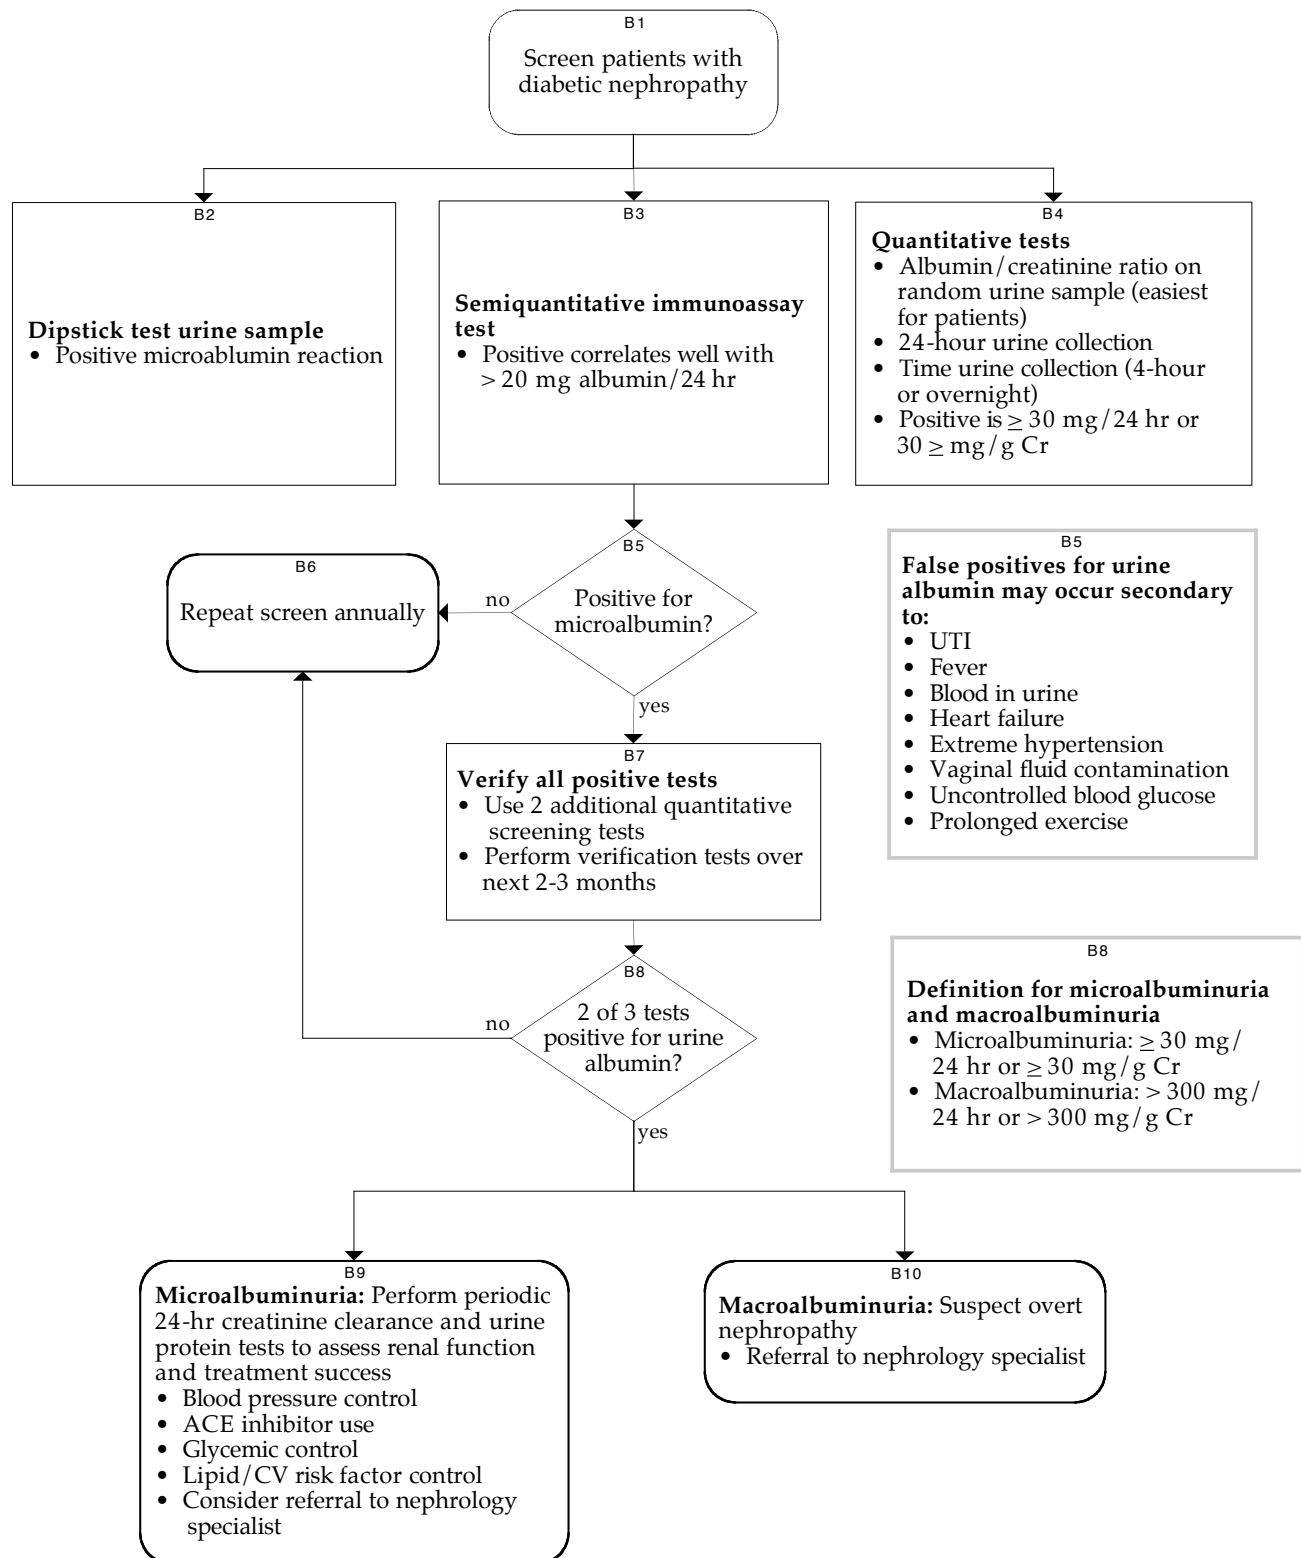 B1
Screen patients with
diabetic nephropathy
B2
Dipstick test urine sample
• Positive microablumin reaction
B3
Semiquantitative immunoassay
test
• Positive correlates well with
> 20 mg albumin/24 hr
B4
Quantitative tests
• Albumin/creatinine ratio on
random urine sample (easiest
for patients)
• 24-hour urine collection
• Time urine collection (4-hour
or overnight)
• Positive is ≥ 30 mg/24 hr or
30 ≥ mg/g Cr
B5
Positive for
microalbumin?
no
yes
B6
Repeat screen annually
B5
False positives for urine
albumin may occur secondary
to:
• UTI
• Fever
• Blood in urine
• Heart failure
• Extreme hypertension
• Vaginal fluid contamination
• Uncontrolled blood glucose
• Prolonged exercise
B7
Verify all positive tests
• Use 2 additional quantitative
screening tests
• Perform verification tests over
next 2-3 months
B8
2 of 3 tests
positive for urine
albumin?
no
yes
B8
Definition for microalbuminuria
and macroalbuminuria
• Microalbuminuria: ≥ 30 mg/
24 hr or ≥ 30 mg/g Cr
• Macroalbuminuria: > 300 mg/
24 hr or > 300 mg/g Cr
B9
Microalbuminuria: Perform periodic
24-hr creatinine clearance and urine
protein tests to assess renal function
and treatment success
• Blood pressure control
• ACE inhibitor use
• Glycemic control
• Lipid/CV risk factor control
• Consider referral to nephrology
specialist
B10
Macroalbuminuria: Suspect overt
nephropathy
• Referral to nephrology specialist